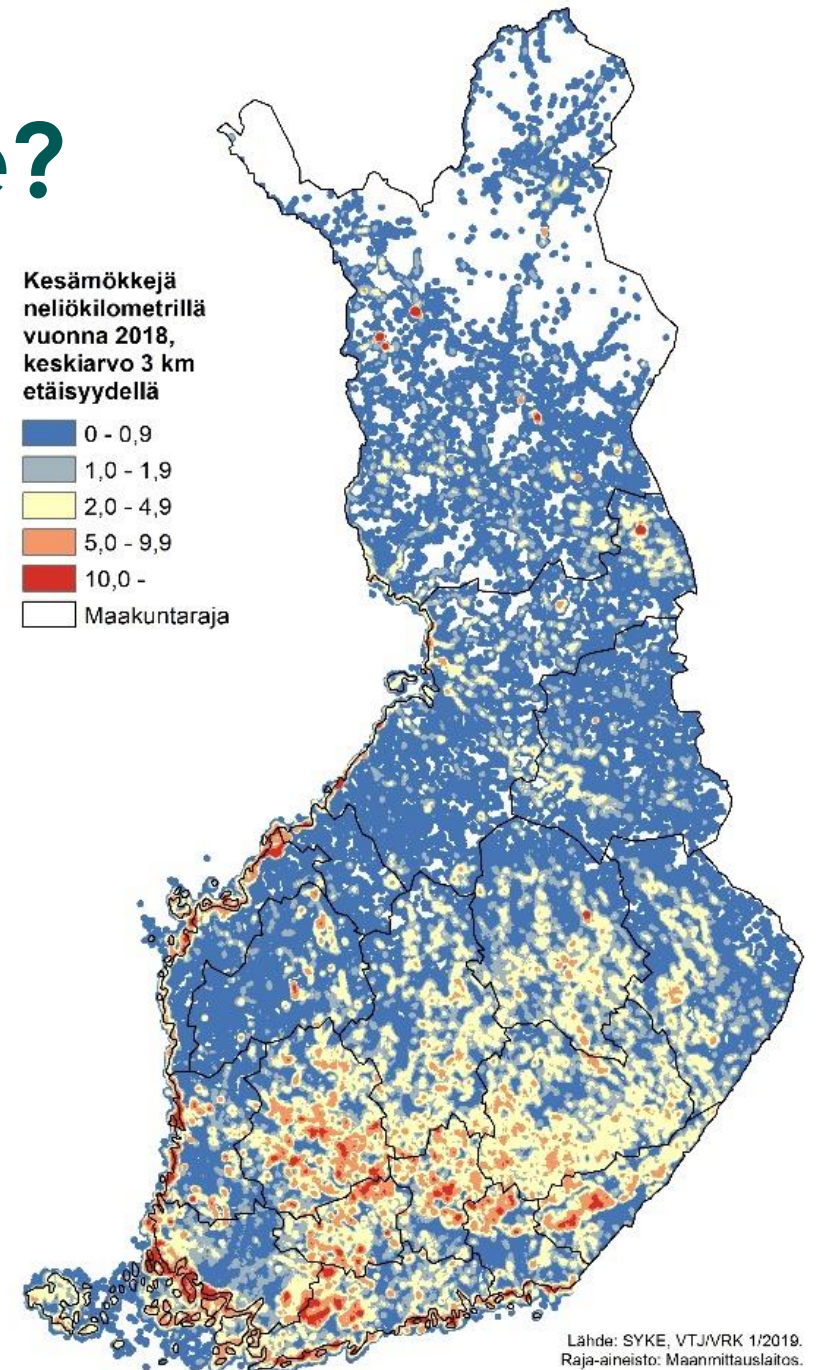 e?
Kesämökkejä
neliökilometrillä
vuonna 2018,
keskiarvo 3 km
etäisyydellä
0 - 0,9
1,0 - 1,9
2,0 - 4,9
5,0 - 9,9
10,0 -
Maakuntaraja
Lähde: SYKE, VTJ/VRK 1/2019.
Raja-aineisto: Maanmittauslaitos.